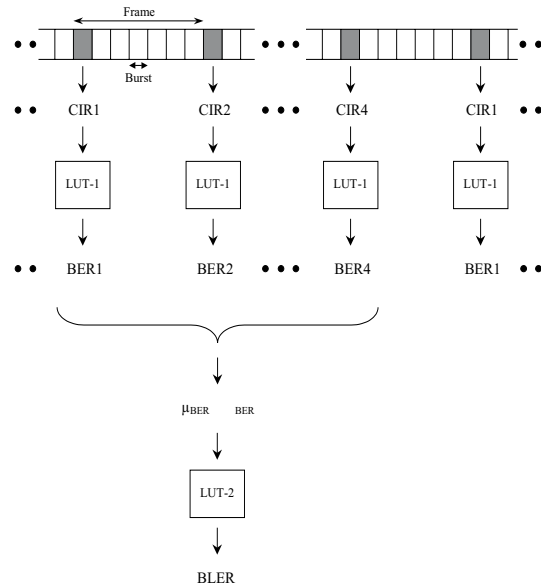 Frame
Burst
CIR1 CIR2 CIR4 CIR1
LUT-1 LUT-1 LUT-1 LUT-1
BER1 BER2 BER4 BER1
μBER BER
LUT-2
BLER